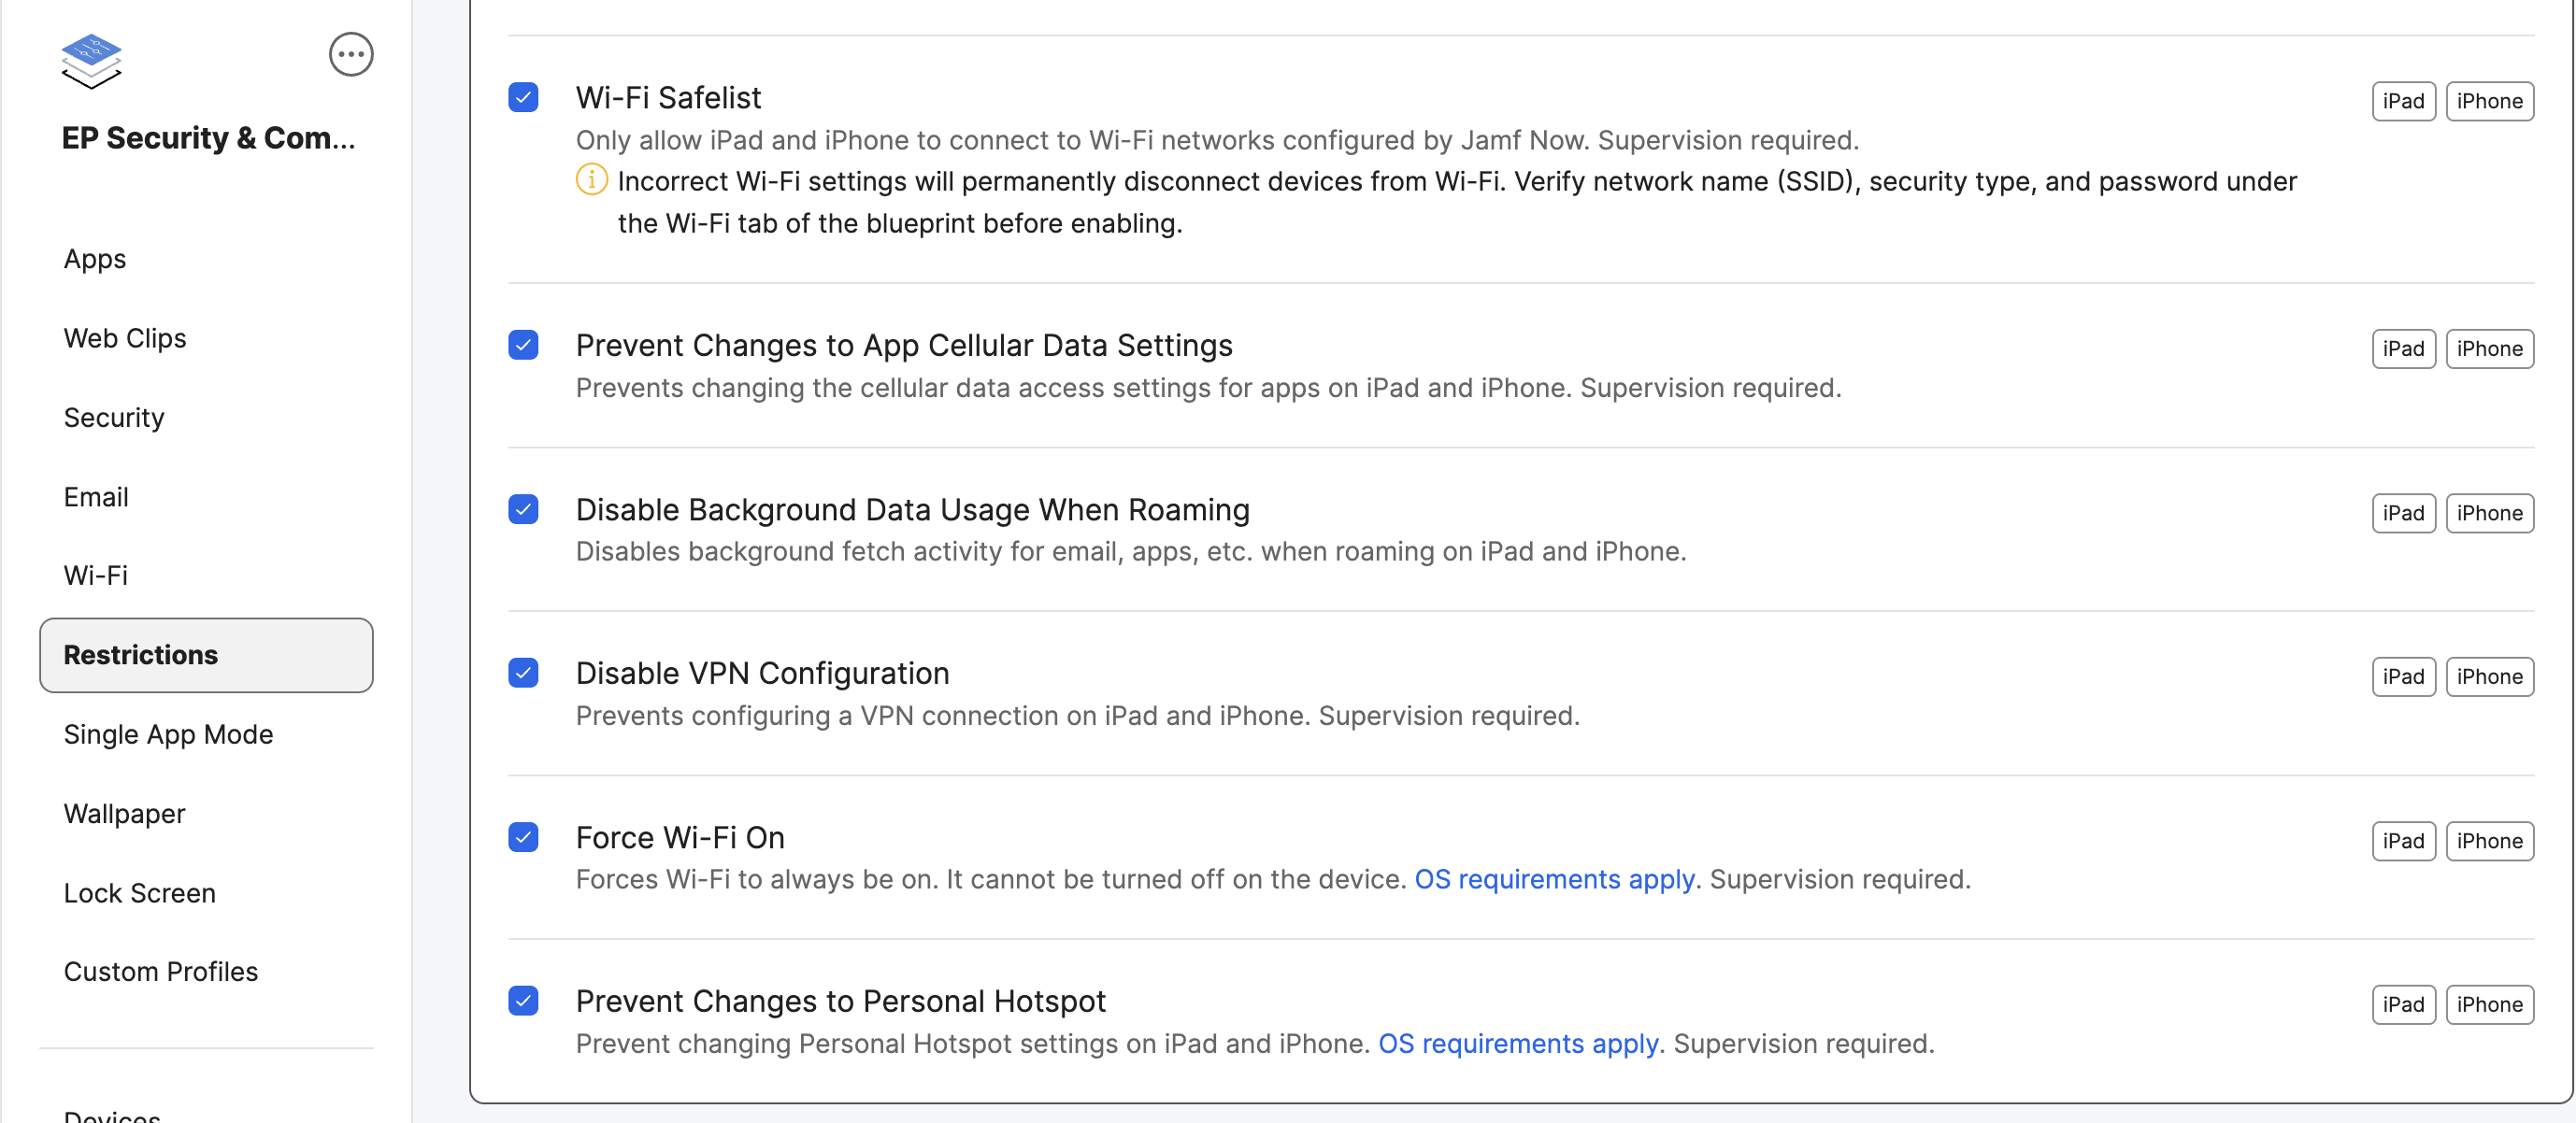 EP Security & Com...
Apps
Web Clips
Security
Email
Wi-Fi
Restrictions
Single App Mode
Wallpaper
Lock Screen
Custom Profiles
Devices
Wi-Fi Safelist
iPad iPhone
Only allow iPad and iPhone to connect to Wi-Fi networks configured by Jamf Now. Supervision required.
Incorrect Wi-Fi settings will permanently disconnect devices from Wi-Fi. Verify network name (SSID), security type, and password under
the Wi-Fi tab of the blueprint before enabling.
Prevent Changes to App Cellular Data Settings
iPad iPhone
Prevents changing the cellular data access settings for apps on iPad and iPhone. Supervision required.
Disable Background Data Usage When Roaming
iPad iPhone
Disables background fetch activity for email, apps, etc. when roaming on iPad and iPhone.
Disable VPN Configuration
iPad iPhone
Prevents configuring a VPN connection on iPad and iPhone. Supervision required.
Force Wi-Fi On
iPad iPhone
Forces Wi-Fi to always be on. It cannot be turned off on the device. OS requirements apply. Supervision required.
Prevent Changes to Personal Hotspot
iPad iPhone
Prevent changing Personal Hotspot settings on iPad and iPhone. OS requirements apply. Supervision required.